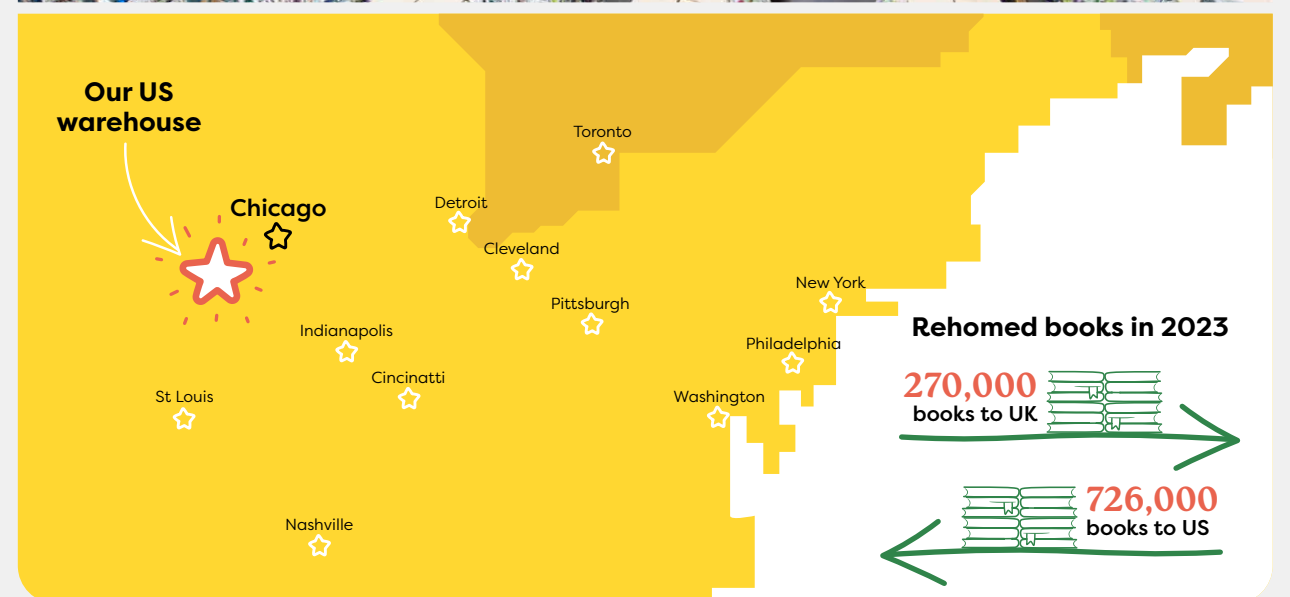 Our US
warehouse
Toronto
Chicago
Detroit
Cleveland
New York
Pittsburgh
Indianapolis
Philadelphia
Cincinatti
St Louis
Washington
Nashville
Rehomed books in 2023
270,000
books to UK
726,000
books to US